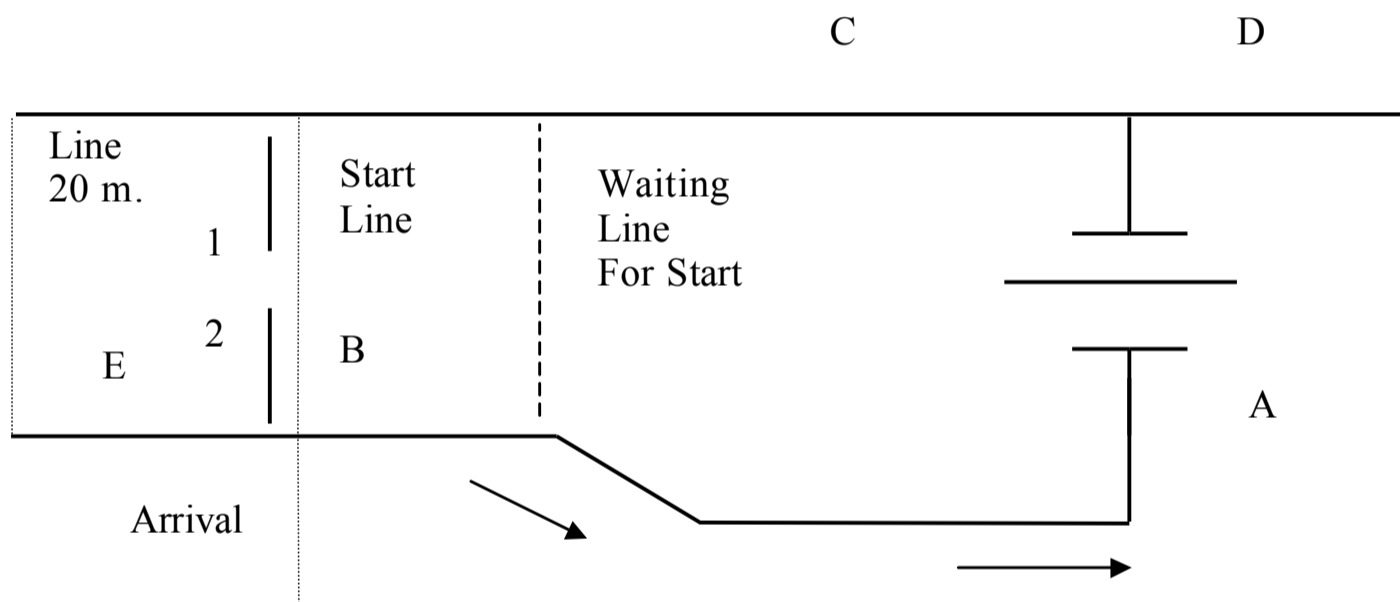 C
D
Line
20 m.
1
Start
Line
Waiting
Line
For Start
2
E
B
A
Arrival